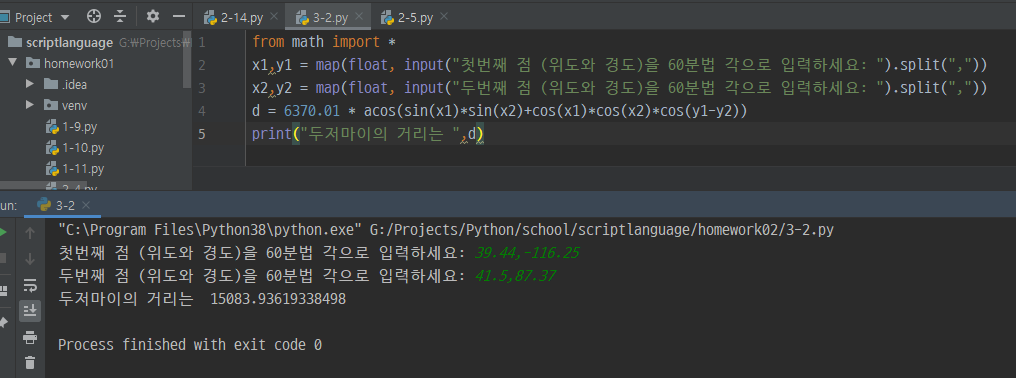 Project
2-14.py
3-2.py
2-5.py
scriptlanguage G:₩Projects₩
homework01
.idea
venv
1-9.py
1-10.py
1-11.py
2-4.py
1 from math import *
2 x1,y1 = map(float, input("첫번째 점 (위도와 경도)을 60분법 각으로 입력하세요: ").split(","))
3 x2,y2 = map(float, input("두번째 점 (위도와 경도)을 60분법 각으로 입력하세요: ").split(","))
4 d = 6370.01 * acos(sin(x1)*sin(x2)+cos(x1)*cos(x2)*cos(y1-y2))
5 print("두저마이의 거리는 ",d)
un: 3-2
"C:\Program Files\Python38\python.exe" G:/Projects/Python/school/scriptlanguage/homework02/3-2.py
첫번째 점 (위도와 경도)을 60분법 각으로 입력하세요: 39.44,-116.25
두번째 점 (위도와 경도)을 60분법 각으로 입력하세요: 41.5,87.37
두저마이의 거리는  15083.93619338498
Process finished with exit code 0